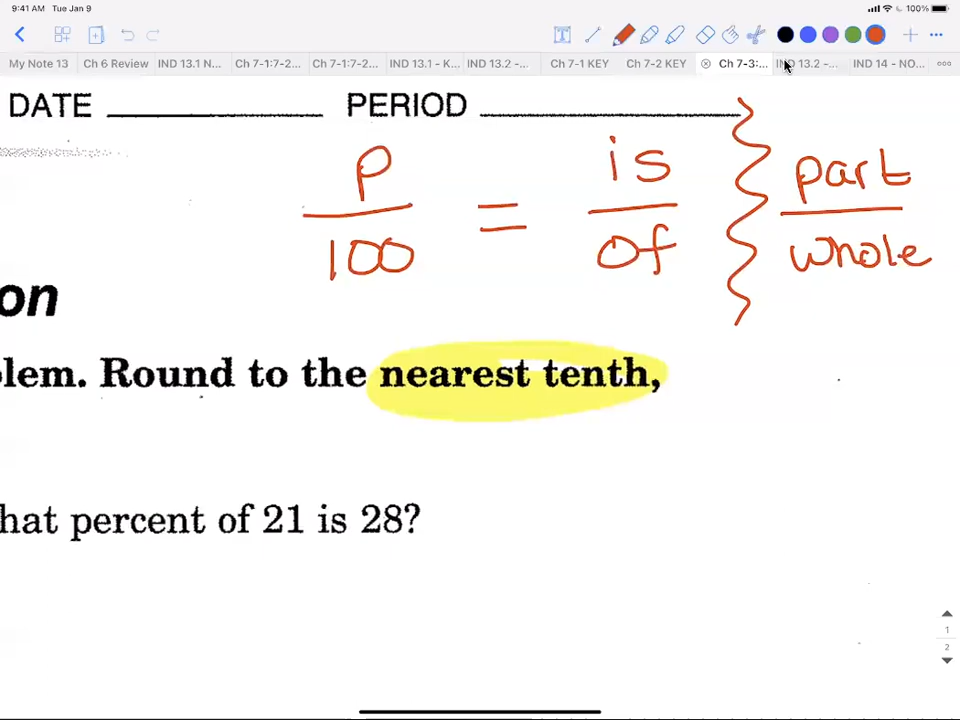 9:41 AM Tue Jan 9 100%
My Note 13 Ch 6 Review IND 13.1 N... Ch 7-1:7-2... Ch 7-1:7-2... IND 13.1 - K... IND 13.2 -... Ch 7-1 KEY Ch 7-2 KEY Ch 7-3:... IND 13.2 -... IND 14 - NO...
DATE PERIOD
P/100 = is/of } part/whole
on
blem. Round to the nearest tenth,
hat percent of 21 is 28?
1
2